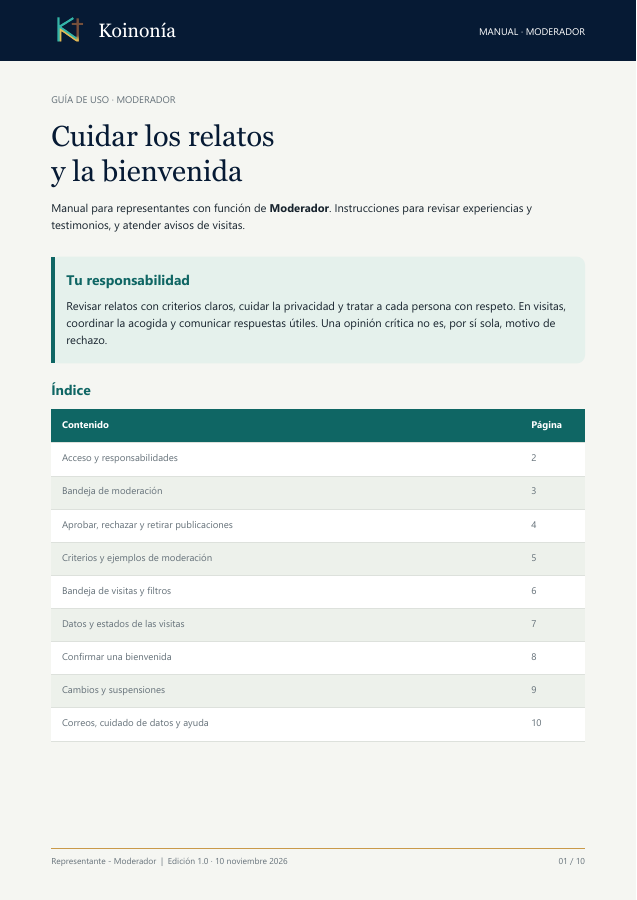 Koinonía
MANUAL · MODERADOR
GUÍA DE USO · MODERADOR
Cuidar los relatos
y la bienvenida
Manual para representantes con función de Moderador. Instrucciones para revisar experiencias y
testimonios, y atender avisos de visitas.
Tu responsabilidad
Revisar relatos con criterios claros, cuidar la privacidad y tratar a cada persona con respeto. En visitas,
coordinar la acogida y comunicar respuestas útiles. Una opinión crítica no es, por sí sola, motivo de
rechazo.
Índice
Contenido Página
Acceso y responsabilidades 2
Bandeja de moderación 3
Aprobar, rechazar y retirar publicaciones 4
Criterios y ejemplos de moderación 5
Bandeja de visitas y filtros 6
Datos y estados de las visitas 7
Confirmar una bienvenida 8
Cambios y suspensiones 9
Correos, cuidado de datos y ayuda 10
Representante - Moderador | Edición 1.0 · 10 noviembre 2026
01 / 10